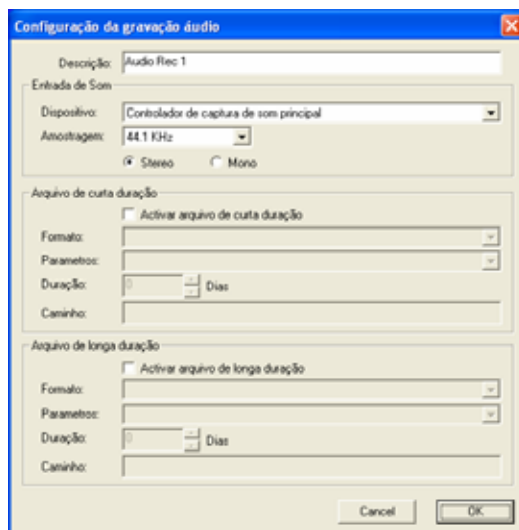 Configuração da gravação áudio
Descrição: Audio Rec 1
Entrada de Som
Dispositivo: Controlador de captura de som principal
Amostragem: 44.1 KHz
Stereo Mono
Arquivo de curta duração
Activar arquivo de curta duração
Formato:
Parametros:
Duração: 0 Dias
Caminho:
Arquivo de longa duração
Activar arquivo de longa duração
Formato:
Parametros:
Duração: 0 Dias
Caminho:
Cancel OK